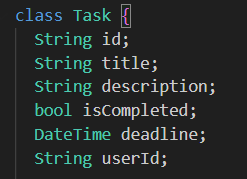 class Task {
String id;
String title;
String description;
bool isCompleted;
DateTime deadline;
String userId;